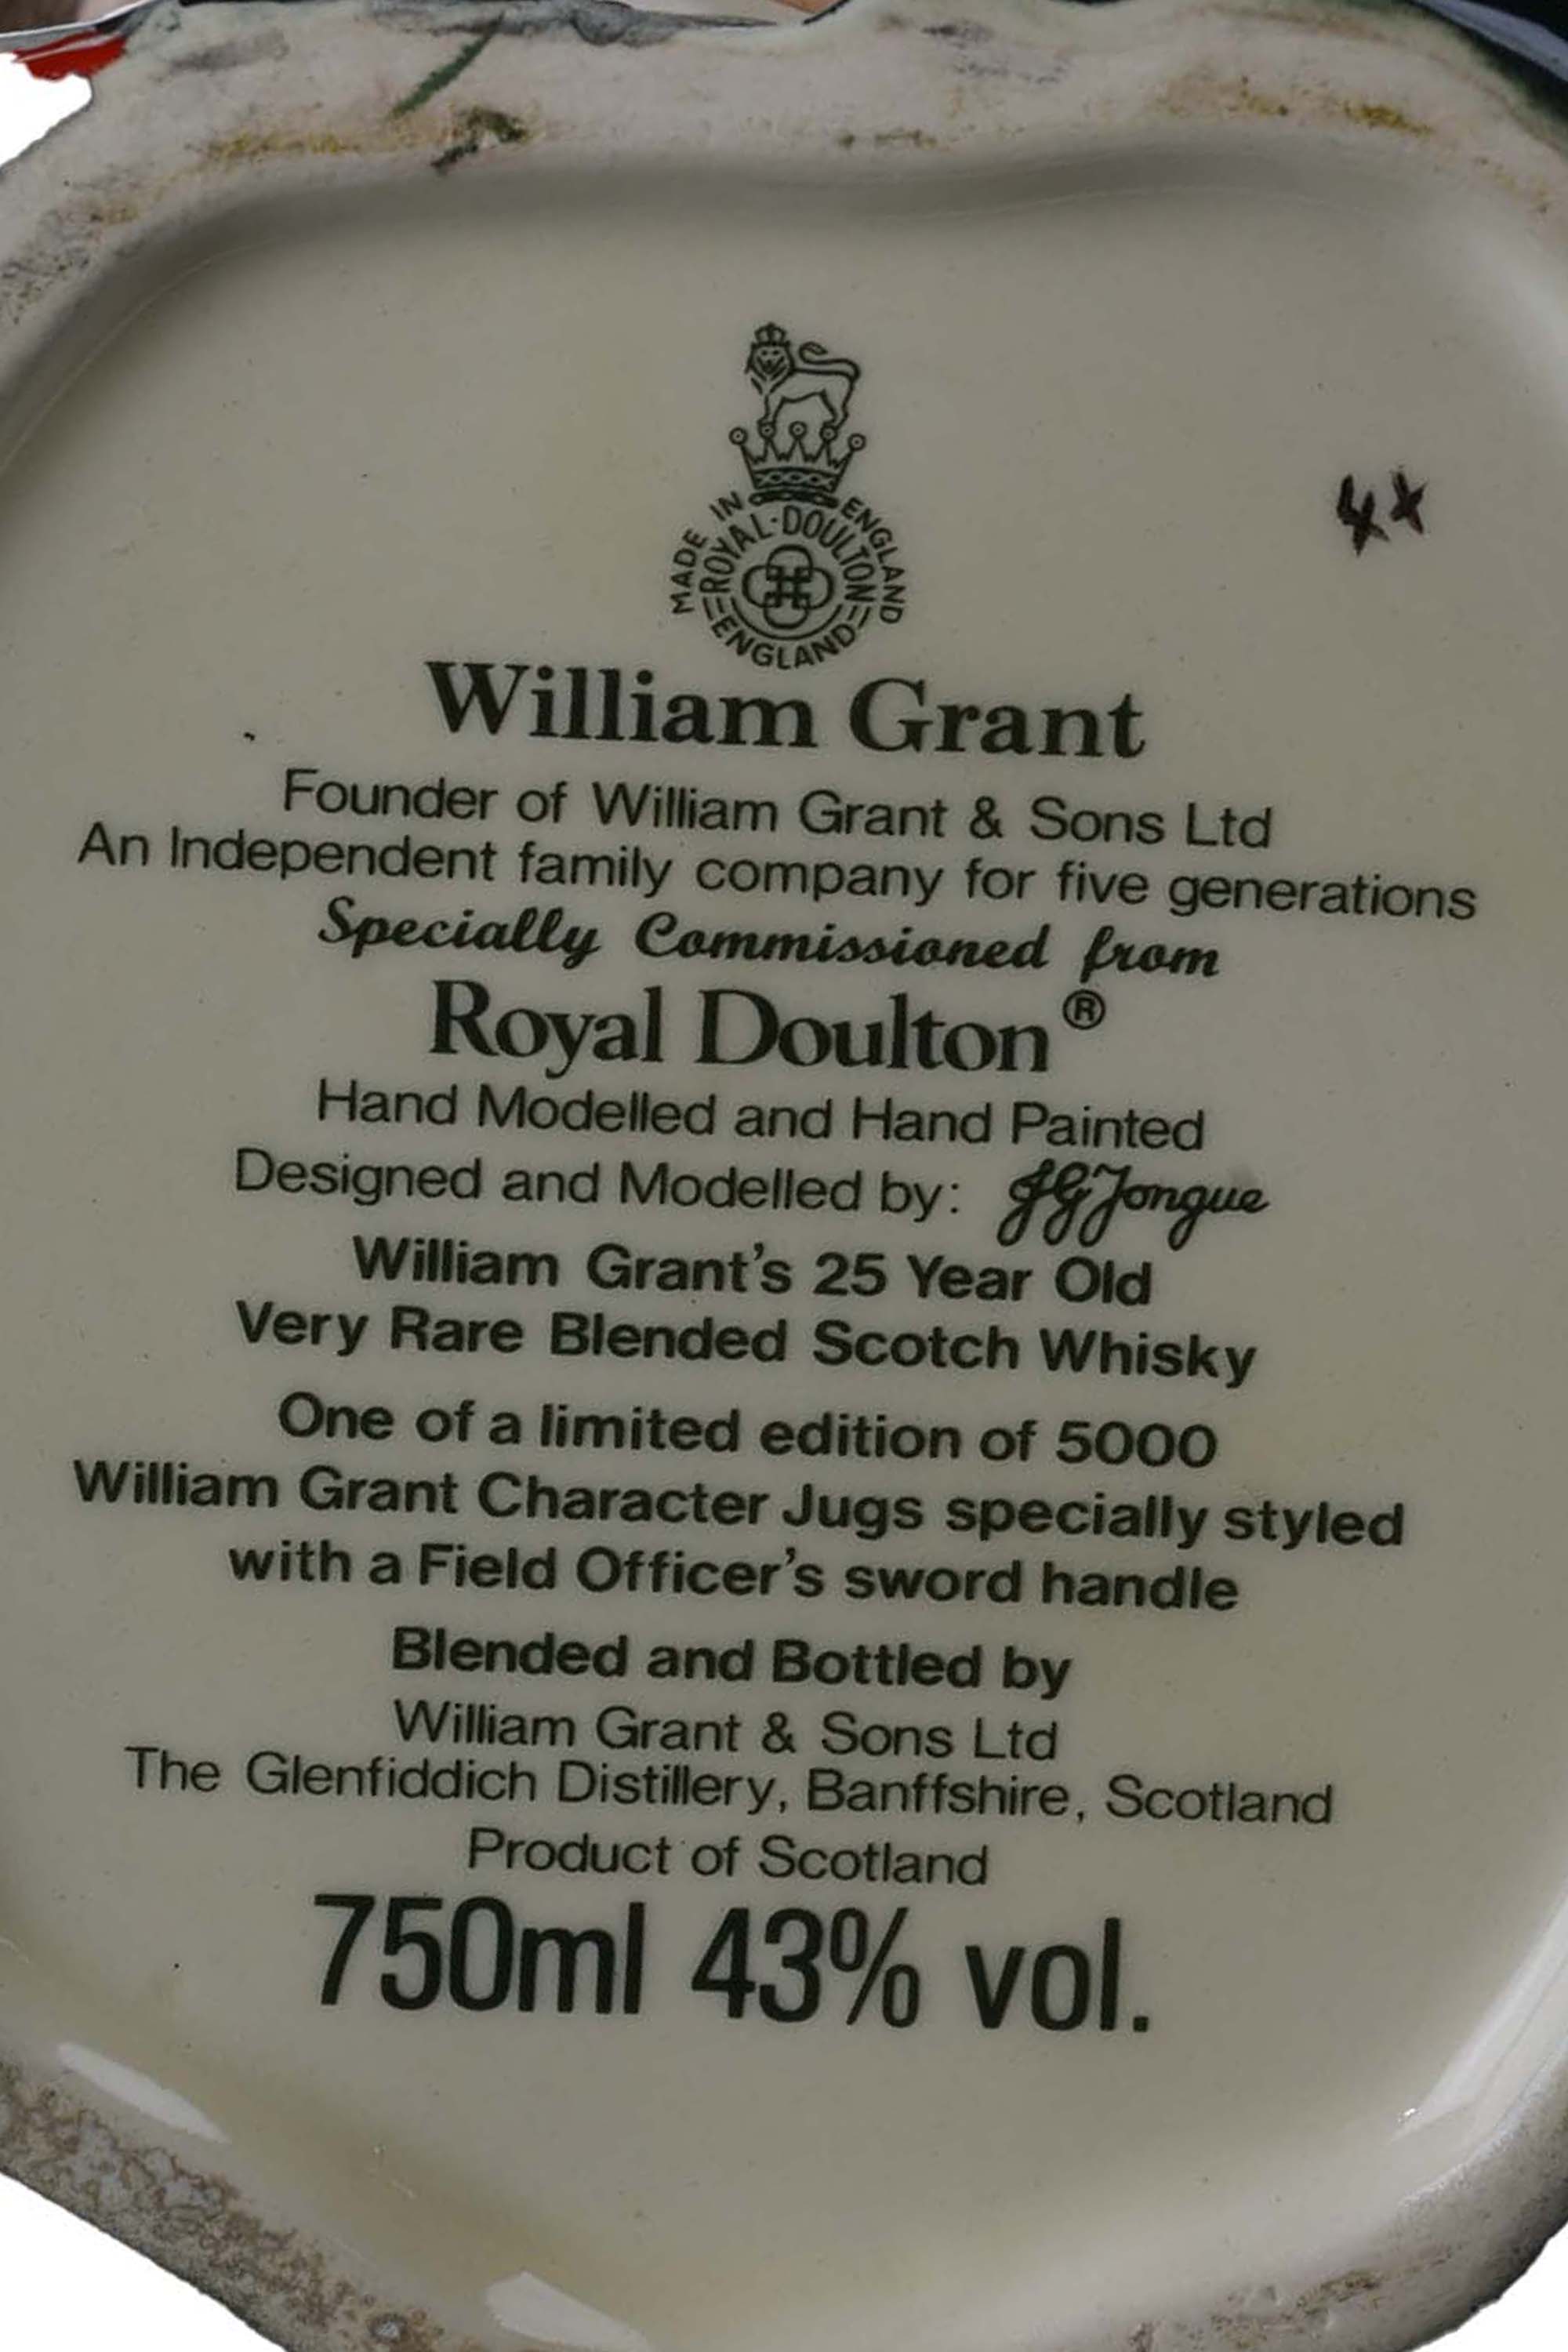 MADE IN ENGLAND
ROYAL-DOULTON
ENGLAND
4x
William Grant
Founder of William Grant & Sons Ltd
An Independent family company for five generations
Specially Commissioned from
Royal Doulton®
Hand Modelled and Hand Painted
Designed and Modelled by: JG Jongue
William Grant's 25 Year Old
Very Rare Blended Scotch Whisky
One of a limited edition of 5000
William Grant Character Jugs specially styled
with a Field Officer's sword handle
Blended and Bottled by
William Grant & Sons Ltd
The Glenfiddich Distillery, Banffshire, Scotland
Product of Scotland
750ml 43% vol.